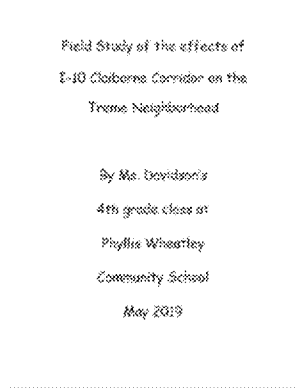 Field Study of the effects of
I-10 Claiborne Corridor on the
Treme Neighborhood
By Ms. Davidson's
4th grade class at
Phyllis Wheatley
Community School
May 2019